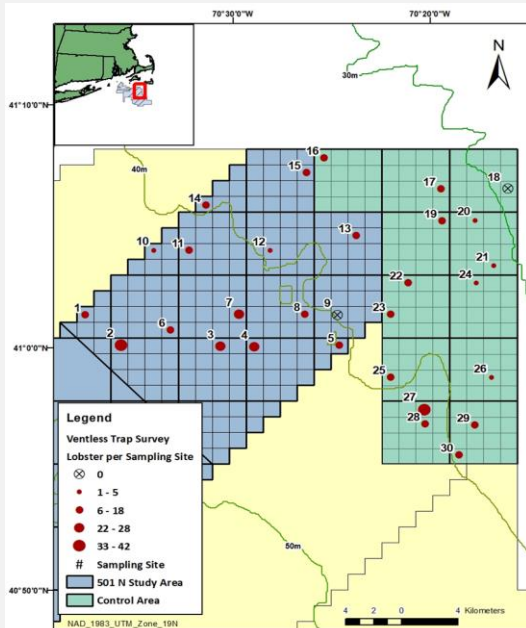 70°30'0"W 70°20'0"W
N
30m
41°10'0"N
40m
16
15
17 18
14
19 20
13
10 11 12
21
22 24
1 7 8 9 23
6
2 3 4 5
41°0'0"N
25 26
27
28 29
30
Legend
Ventless Trap Survey
Lobster per Sampling Site
0
1 - 5
6 - 18
22 - 28
33 - 42
# Sampling Site
501 N Study Area
Control Area
50m
40°50'0"N
4 2 0 4 Kilometers
NAD_1983_UTM_Zone_19N